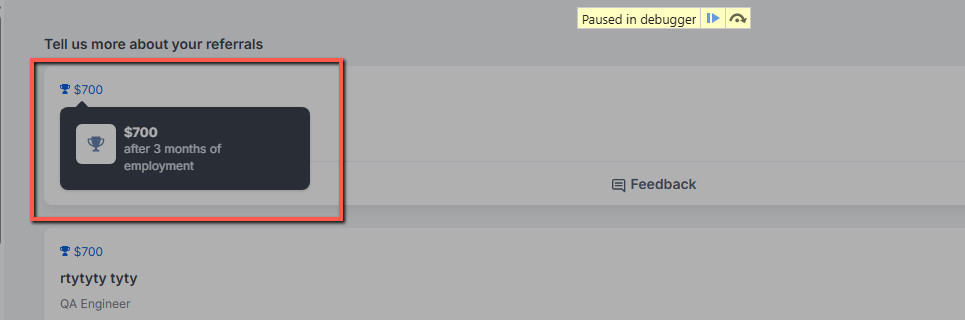 Paused in debugger
Tell us more about your referrals
$700
$700
after 3 months of
employment
Feedback
$700
rtytyty tyty
QA Engineer